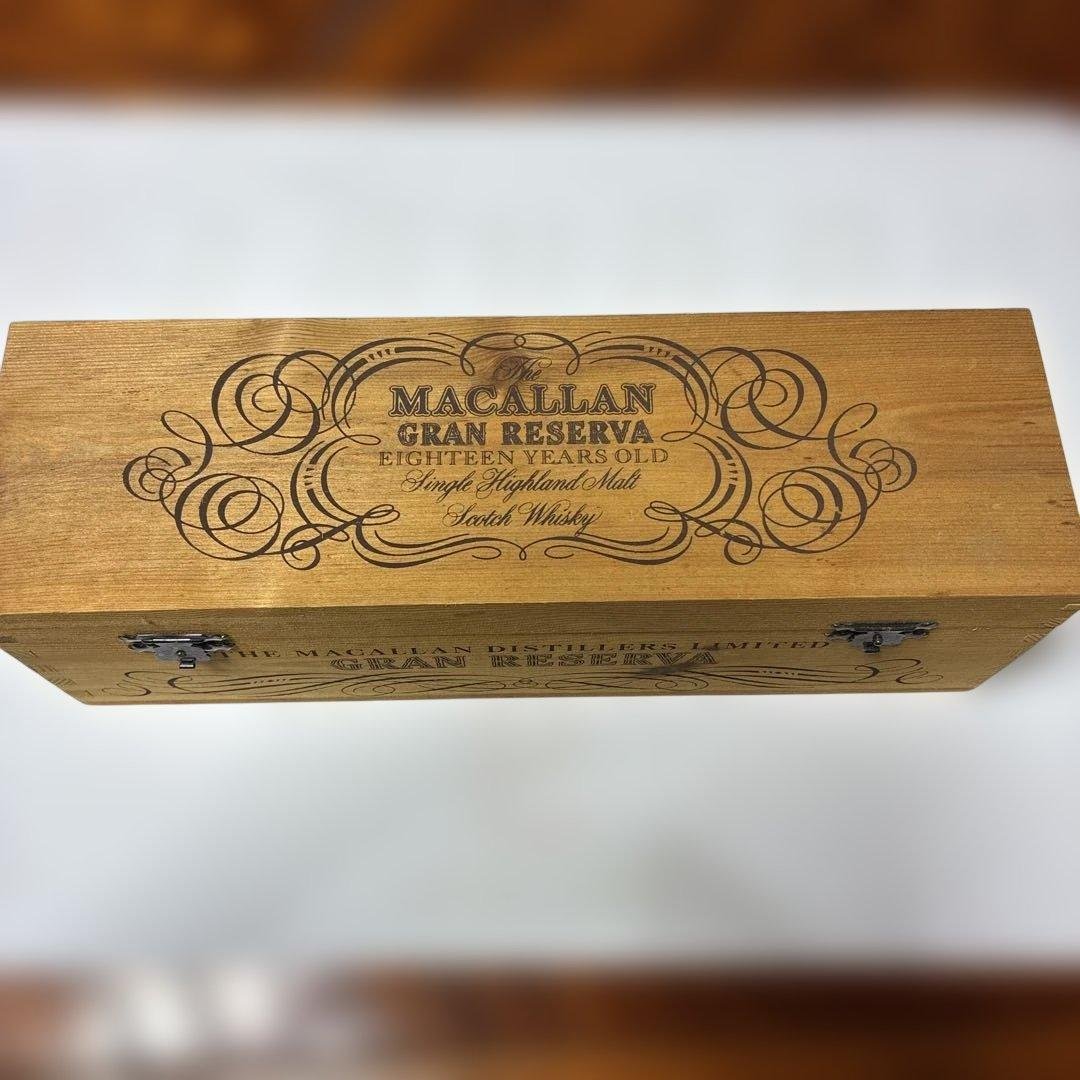 The
MACALLAN
GRAN RESERVA
EIGHTEEN YEARS OLD
Single Highland Malt
Scotch Whisky
THE MACALLAN DISTILLERS LIMITED
GRAN RESERVA